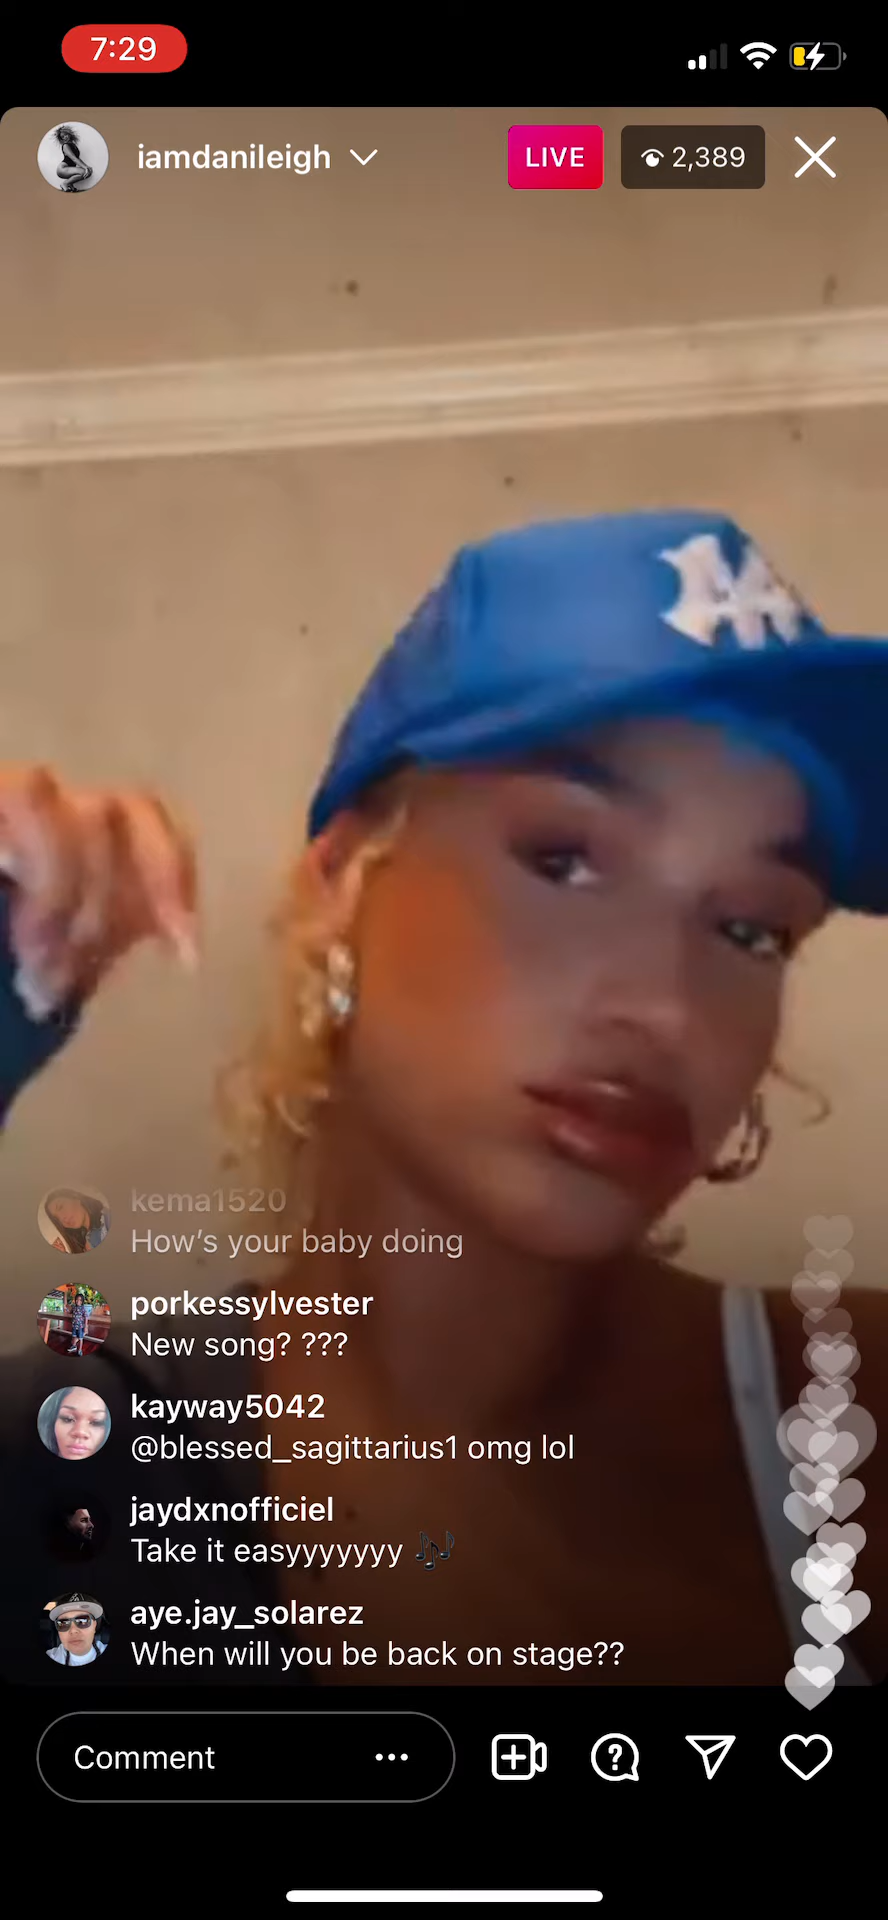 7:29
iamdanileigh
LIVE
2,389
kema1520
How's your baby doing
porkessylvester
New song? ???
kayway5042
@blessed_sagittarius1 omg lol
jaydxnofficiel
Take it easyyyyyyy 🎶
aye.jay_solarez
When will you be back on stage??
Comment